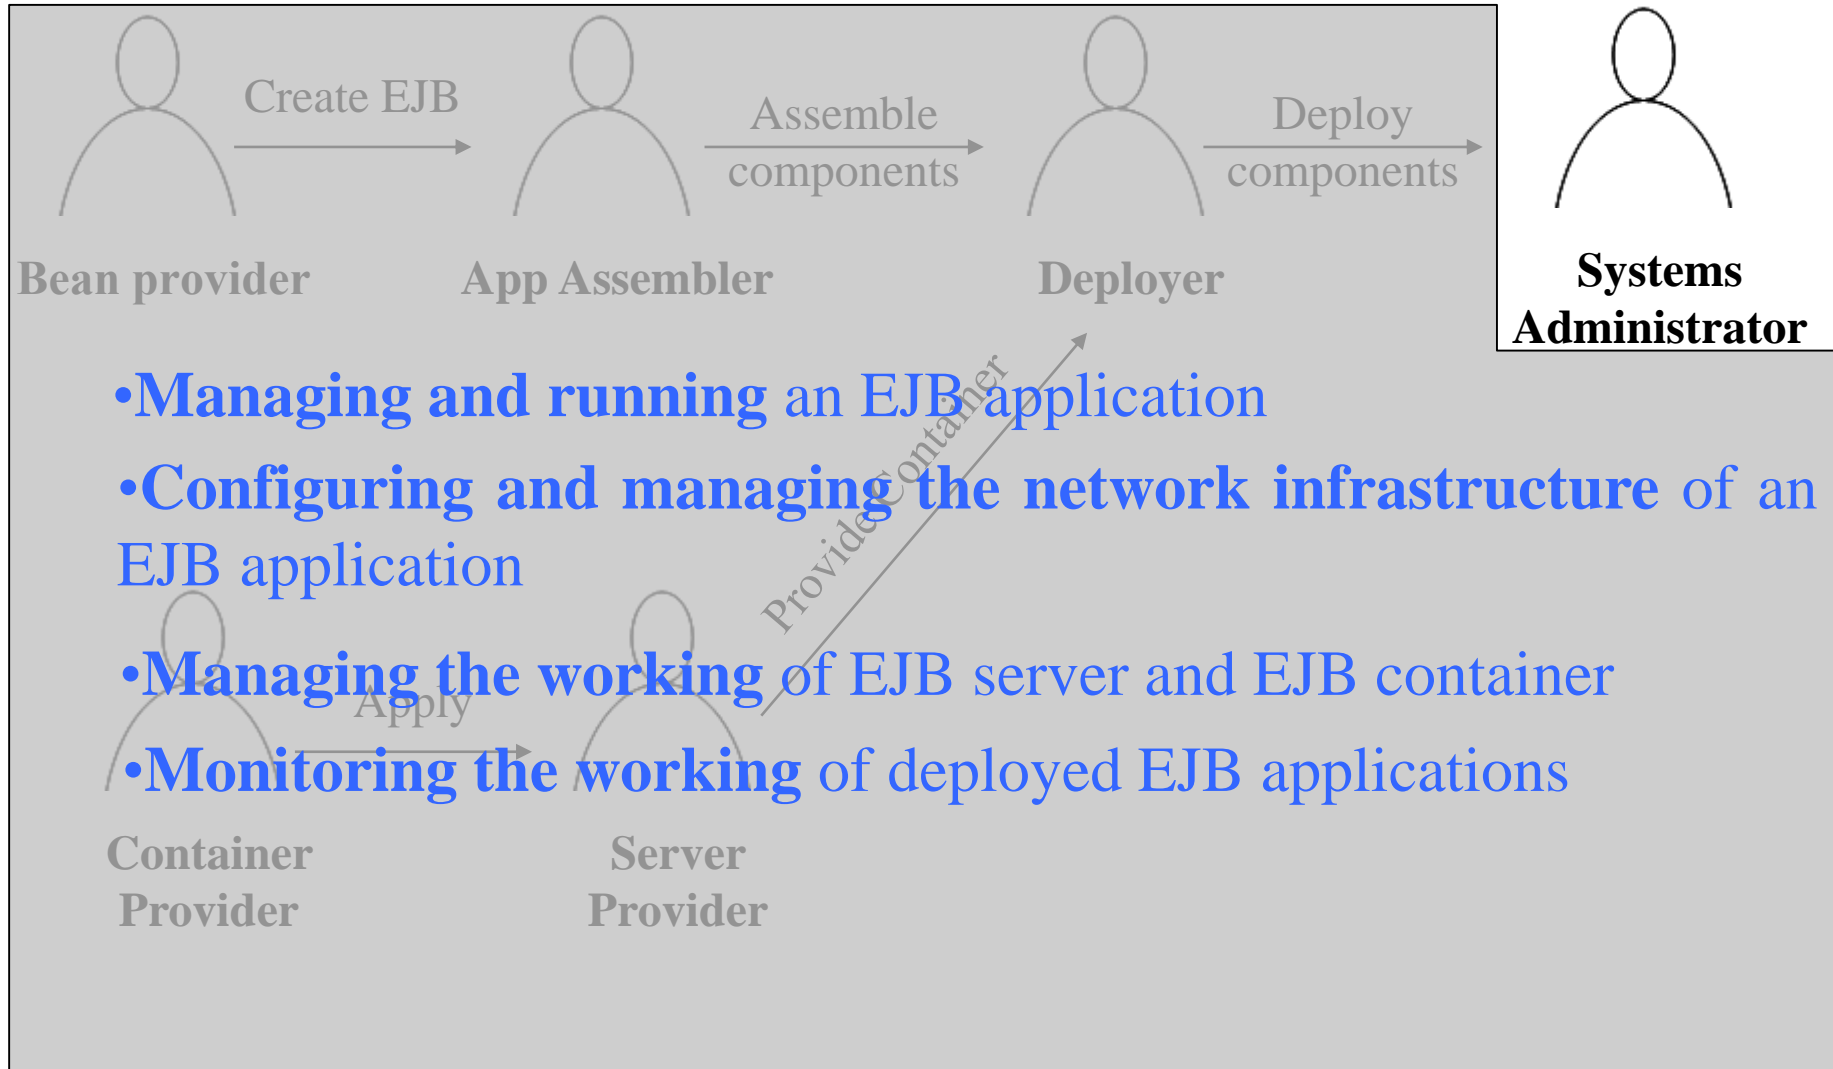 Create EJB
Assemble
components
Deploy
components
Bean provider
App Assembler
Deployer
Systems
Administrator
•Managing and running an EJB application
•Configuring and managing the network infrastructure of an
EJB application
Provide Container
•Managing the working of EJB server and EJB container
Apply
•Monitoring the working of deployed EJB applications
Container
Provider
Server
Provider